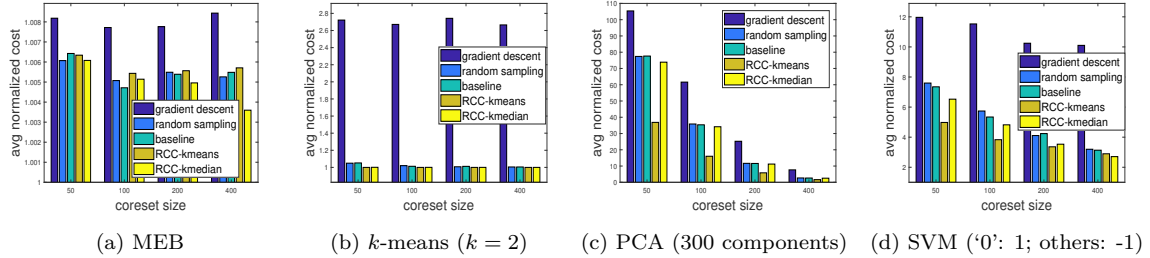 avg normalized cost
1.008
1.007
1.006
1.005
1.004
1.003
1.002
1.001
1
gradient descent
random sampling
baseline
RCC-kmeans
RCC-kmedian
50
100
200
400
coreset size
(a) MEB
avg normalized cost
2.8
2.6
2.4
2.2
2
1.8
1.6
1.4
1.2
1
gradient descent
random sampling
baseline
RCC-kmeans
RCC-kmedian
50
100
200
400
coreset size
(b) k-means (k = 2)
avg normalized cost
110
100
90
80
70
60
50
40
30
20
10
0
gradient descent
random sampling
baseline
RCC-kmeans
RCC-kmedian
50
100
200
400
coreset size
(c) PCA (300 components)
avg normalized cost
12
10
8
6
4
2
gradient descent
random sampling
baseline
RCC-kmeans
RCC-kmedian
50
100
200
400
coreset size
(d) SVM (‘0’: 1; others: -1)